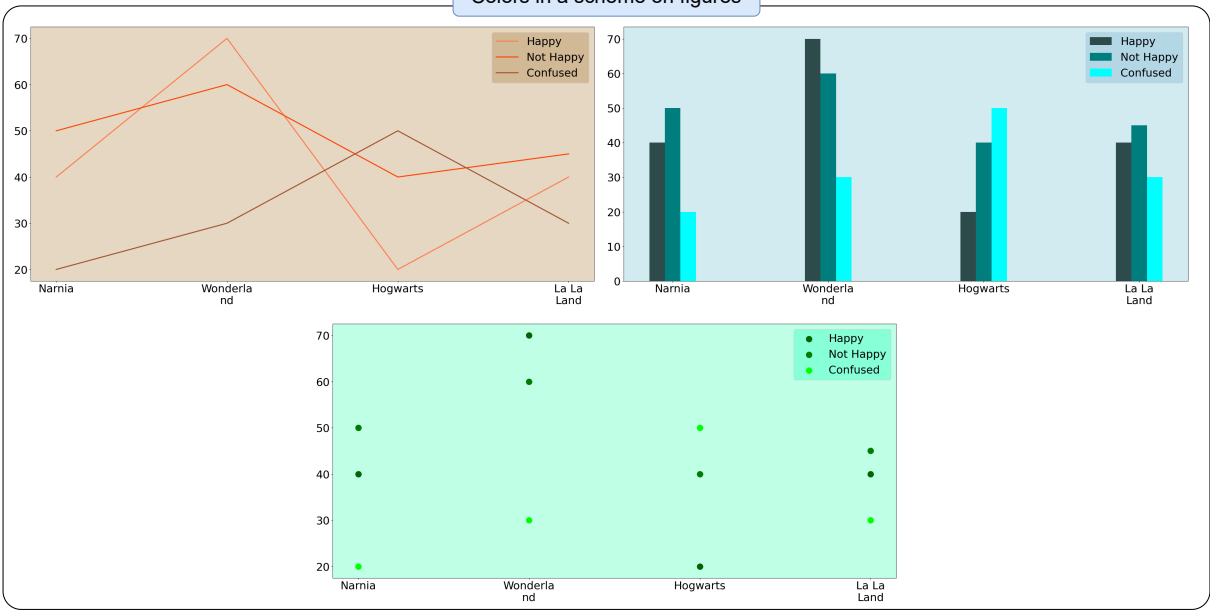 Colors in a scheme on figures
70
60
50
40
30
20
Happy
Not Happy
Confused
Narnia
Wonderla
nd
Hogwarts
La La
Land
70
60
50
40
30
20
10
0
Happy
Not Happy
Confused
Narnia
Wonderla
nd
Hogwarts
La La
Land
70
60
50
40
30
20
Happy
Not Happy
Confused
Narnia
Wonderla
nd
Hogwarts
La La
Land